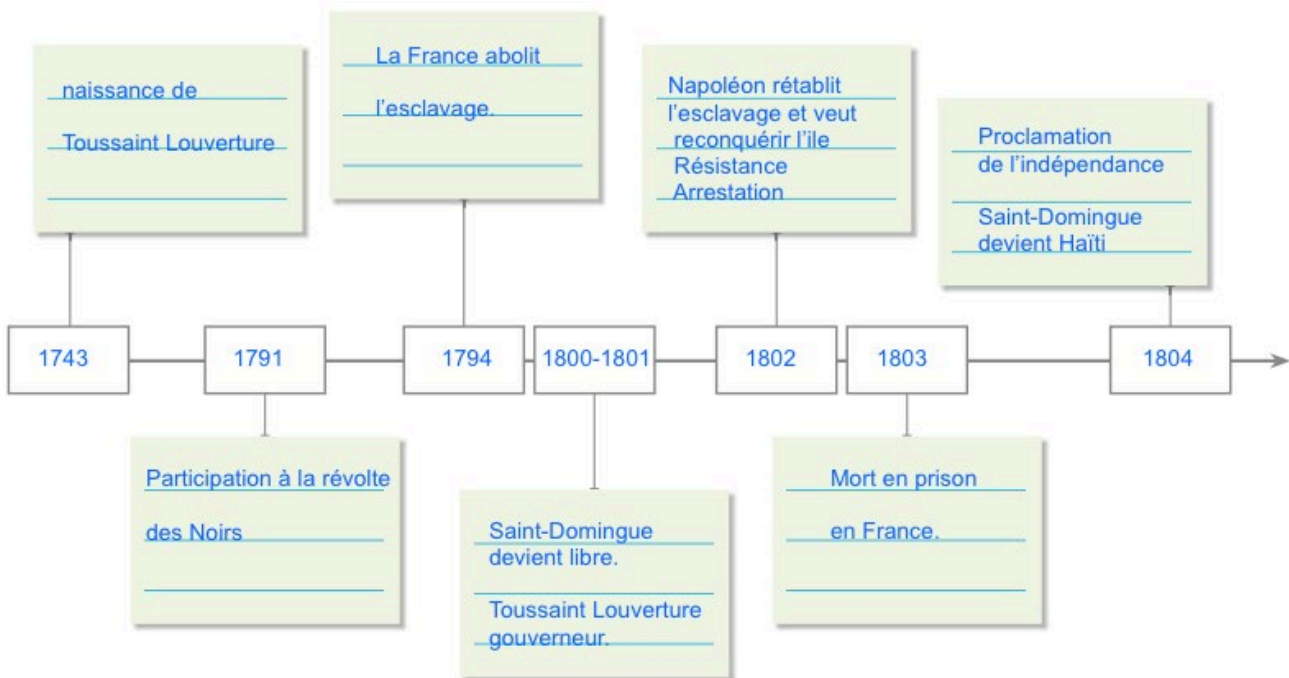 naissance de
Toussaint Louverture
La France abolit
l'esclavage.
Napoléon rétablit
l'esclavage et veut
reconquérir l'ile
Résistance
Arrestation
Proclamation
de l'indépendance
Saint-Domingue
devient Haïti
1743
1791
1794
1800-1801
1802
1803
1804
Participation à la révolte
des Noirs
Saint-Domingue
devient libre.
Toussaint Louverture
gouverneur.
Mort en prison
en France.